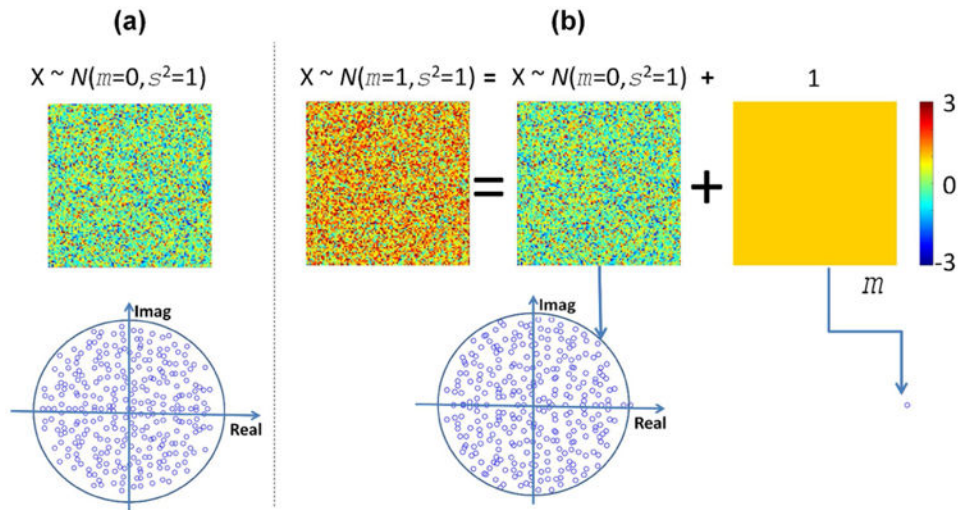 (a)
(b)
X ~ N(m=0, s²=1)
X ~ N(m=1, s²=1) = X ~ N(m=0, s²=1) + 1
= +
3
0
-3
m
Imag
Real
Imag
Real